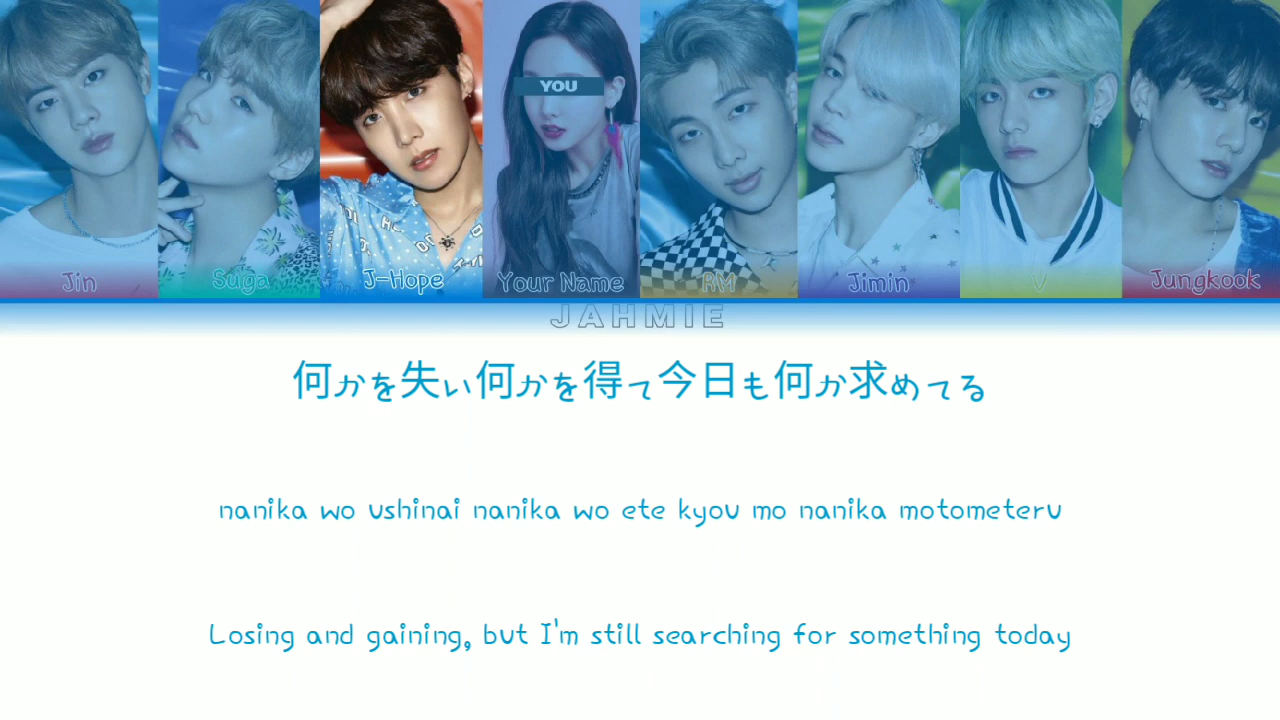 YOU
Jin
Suga
J-Hope
Your Name
RM
Jimin
V
Jungkook
JAHMIE
何かを失い何かを得て今日も何か求めてる
nanika wo ushinai nanika wo ete kyou mo nanika motometeru
Losing and gaining, but I'm still searching for something today